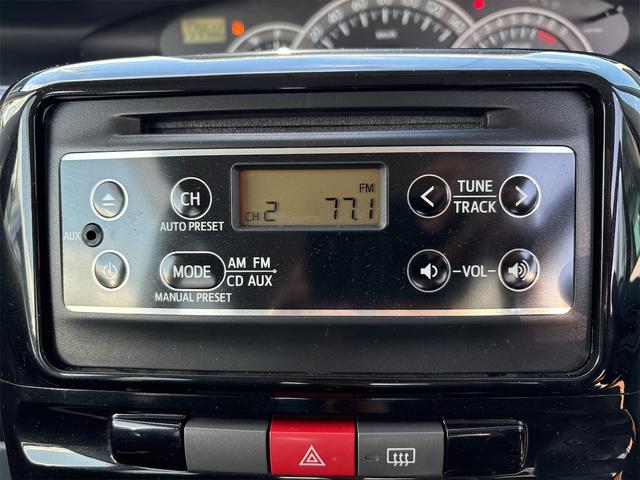 FM
CH 2 77.1
CH
AUTO PRESET
AUX
MODE
AM FM
CD AUX
MANUAL PRESET
TUNE
TRACK
-VOL-